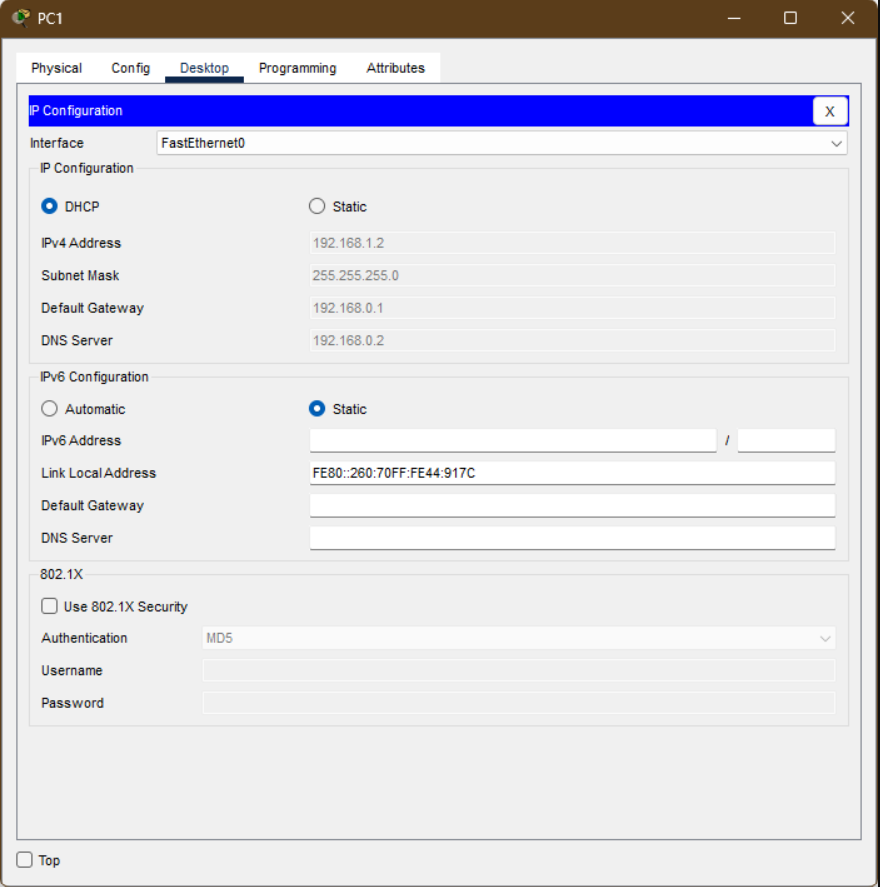 PC1
Physical Config Desktop Programming Attributes
IP Configuration X
Interface FastEthernet0
IP Configuration
DHCP Static
IPv4 Address 192.168.1.2
Subnet Mask 255.255.255.0
Default Gateway 192.168.0.1
DNS Server 192.168.0.2
IPv6 Configuration
Automatic Static
IPv6 Address /
Link Local Address FE80::260:70FF:FE44:917C
Default Gateway
DNS Server
802.1X
Use 802.1X Security
Authentication MD5
Username
Password
Top